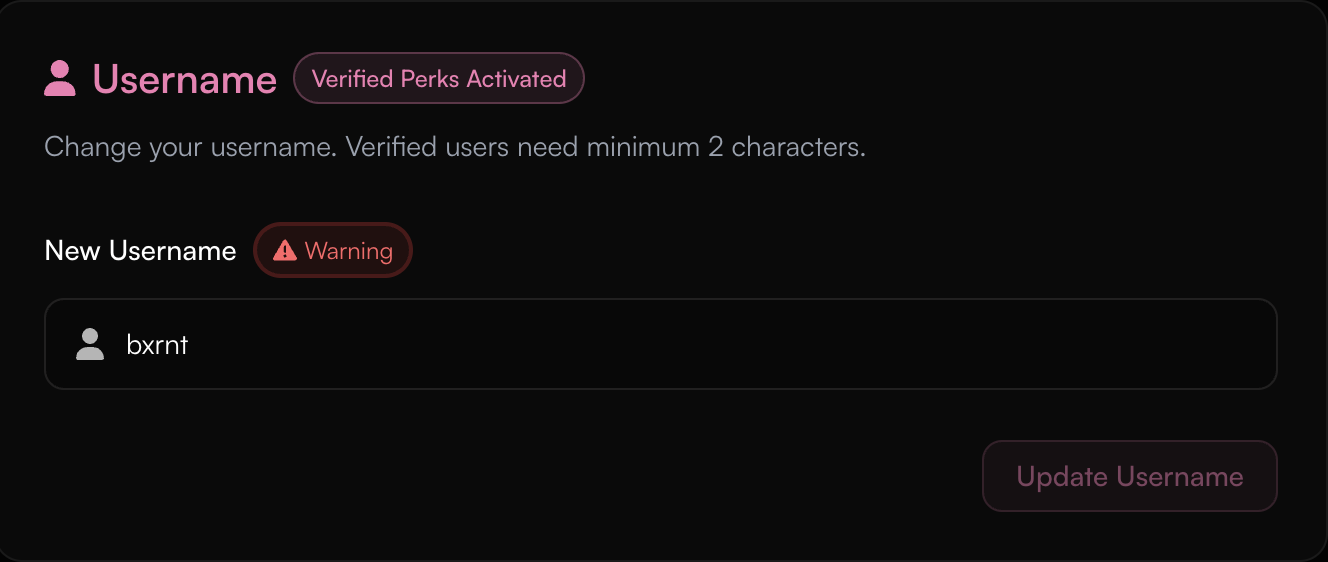 Username Verified Perks Activated
Change your username. Verified users need minimum 2 characters.
New Username Warning
bxrnt
Update Username